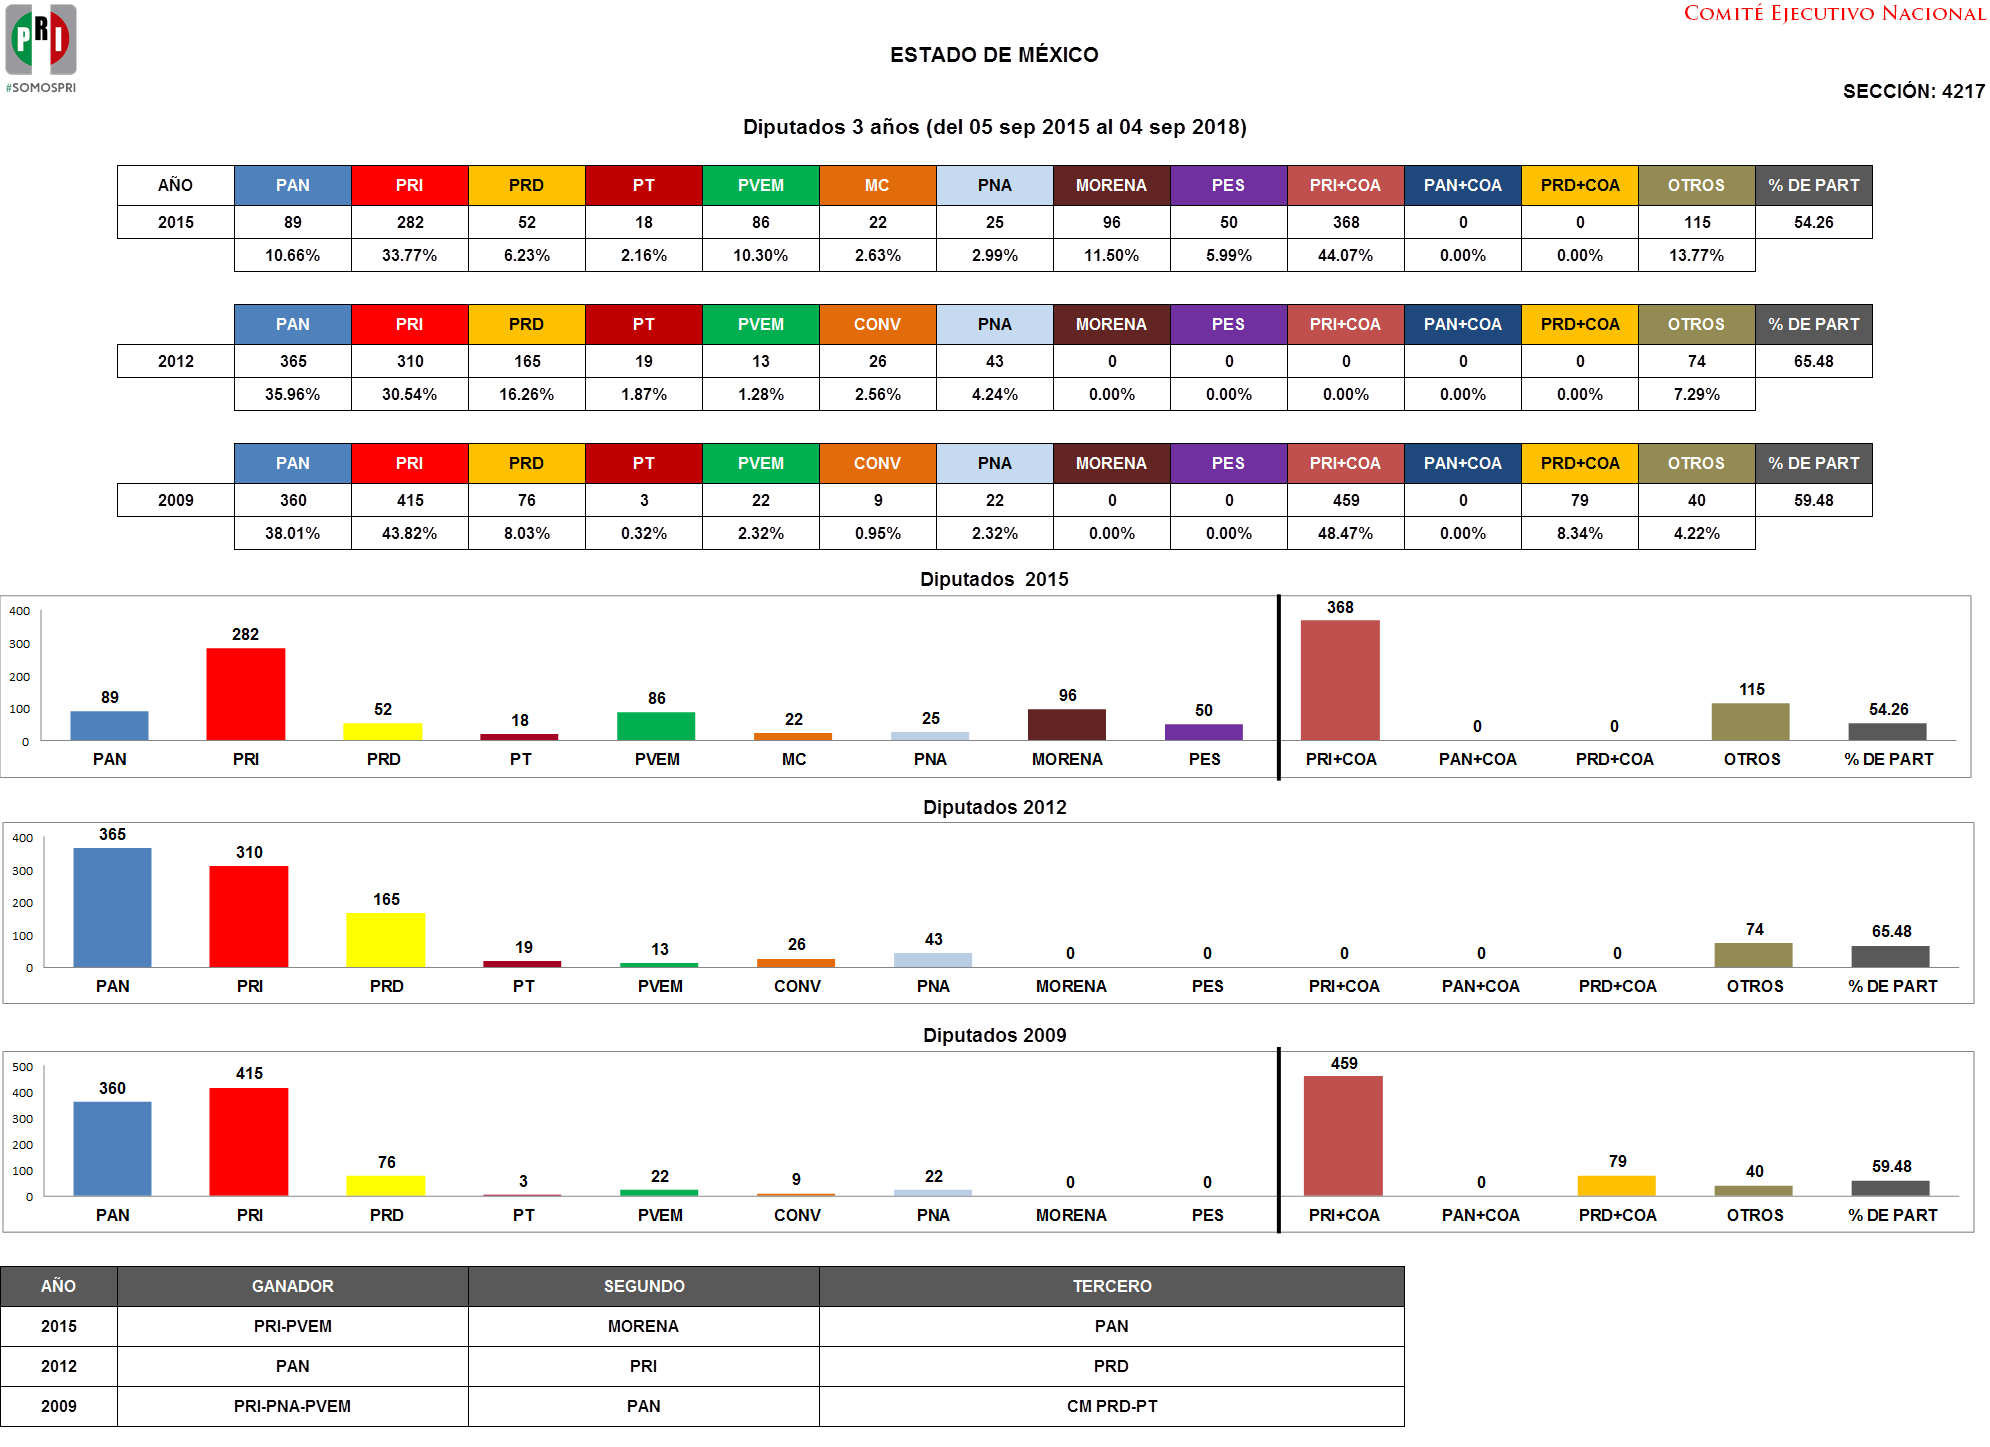 PRI
#SOMOSPRI
COMITÉ EJECUTIVO NACIONAL
ESTADO DE MÉXICO
SECCIÓN: 4217
Diputados 3 años (del 05 sep 2015 al 04 sep 2018)
AÑO PAN PRI PRD PT PVEM MC PNA MORENA PES PRI+COA PAN+COA PRD+COA OTROS % DE PART
2015 89 282 52 18 86 22 25 96 50 368 0 0 115 54.26
10.66% 33.77% 6.23% 2.16% 10.30% 2.63% 2.99% 11.50% 5.99% 44.07% 0.00% 0.00% 13.77%
PAN PRI PRD PT PVEM CONV PNA MORENA PES PRI+COA PAN+COA PRD+COA OTROS % DE PART
2012 365 310 165 19 13 26 43 0 0 0 0 0 74 65.48
35.96% 30.54% 16.26% 1.87% 1.28% 2.56% 4.24% 0.00% 0.00% 0.00% 0.00% 0.00% 7.29%
PAN PRI PRD PT PVEM CONV PNA MORENA PES PRI+COA PAN+COA PRD+COA OTROS % DE PART
2009 360 415 76 3 22 9 22 0 0 459 0 79 40 59.48
38.01% 43.82% 8.03% 0.32% 2.32% 0.95% 2.32% 0.00% 0.00% 48.47% 0.00% 8.34% 4.22%
Diputados 2015
400
300
200
100
0
89 282 52 18 86 22 25 96 50 368 0 0 115 54.26
PAN PRI PRD PT PVEM MC PNA MORENA PES PRI+COA PAN+COA PRD+COA OTROS % DE PART
Diputados 2012
400
300
200
100
0
365 310 165 19 13 26 43 0 0 0 0 0 74 65.48
PAN PRI PRD PT PVEM CONV PNA MORENA PES PRI+COA PAN+COA PRD+COA OTROS % DE PART
Diputados 2009
500
400
300
200
100
0
360 415 76 3 22 9 22 0 0 459 0 79 40 59.48
PAN PRI PRD PT PVEM CONV PNA MORENA PES PRI+COA PAN+COA PRD+COA OTROS % DE PART
AÑO GANADOR SEGUNDO TERCERO
2015 PRI-PVEM MORENA PAN
2012 PAN PRI PRD
2009 PRI-PNA-PVEM PAN CM PRD-PT